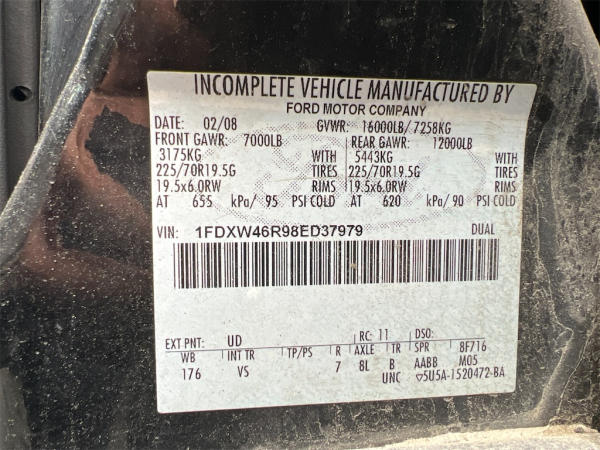 INCOMPLETE VEHICLE MANUFACTURED BY
FORD MOTOR COMPANY
DATE: 02/08 GVWR: 16000LB/ 7258KG
FRONT GAWR: 7000LB REAR GAWR: 12000LB
3175KG WITH 5443KG WITH
225/70R19.5G TIRES 225/70R19.5G TIRES
19.5x6.0RW RIMS 19.5x6.0RW RIMS
AT 655 kPa/ 95 PSI COLD AT 620 kPa/ 90 PSI COLD
VIN: 1FDXW46R98ED37979 DUAL
EXT PNT: UD RC: 11 DSO:
WB INT TR TP/PS R AXLE TR SPR 8F716
176 VS 7 8L B AABB M05
UNC ▽5U5A-1520472-BA